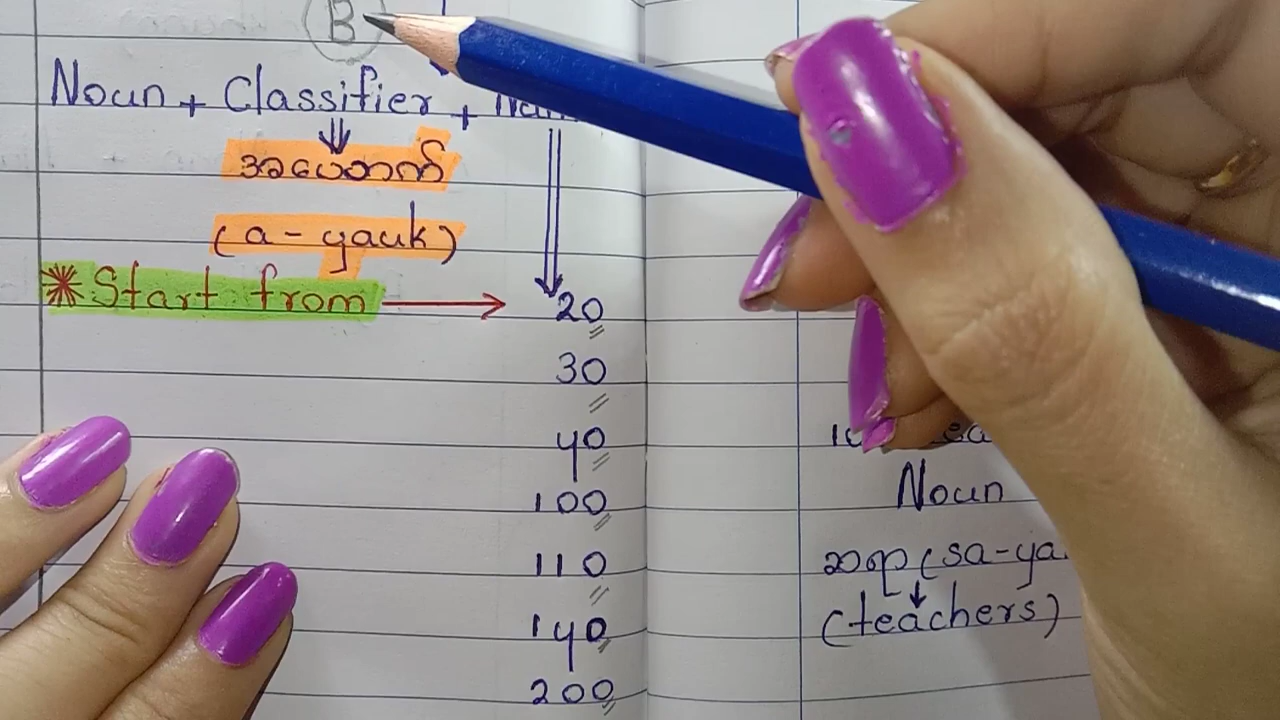 B
Noun + Classifier +
အယောက်
(a - yauk)
* Start from → 20
30
40
100
110
140
200
Noun
ဆရာ (sa-ya
(teachers)